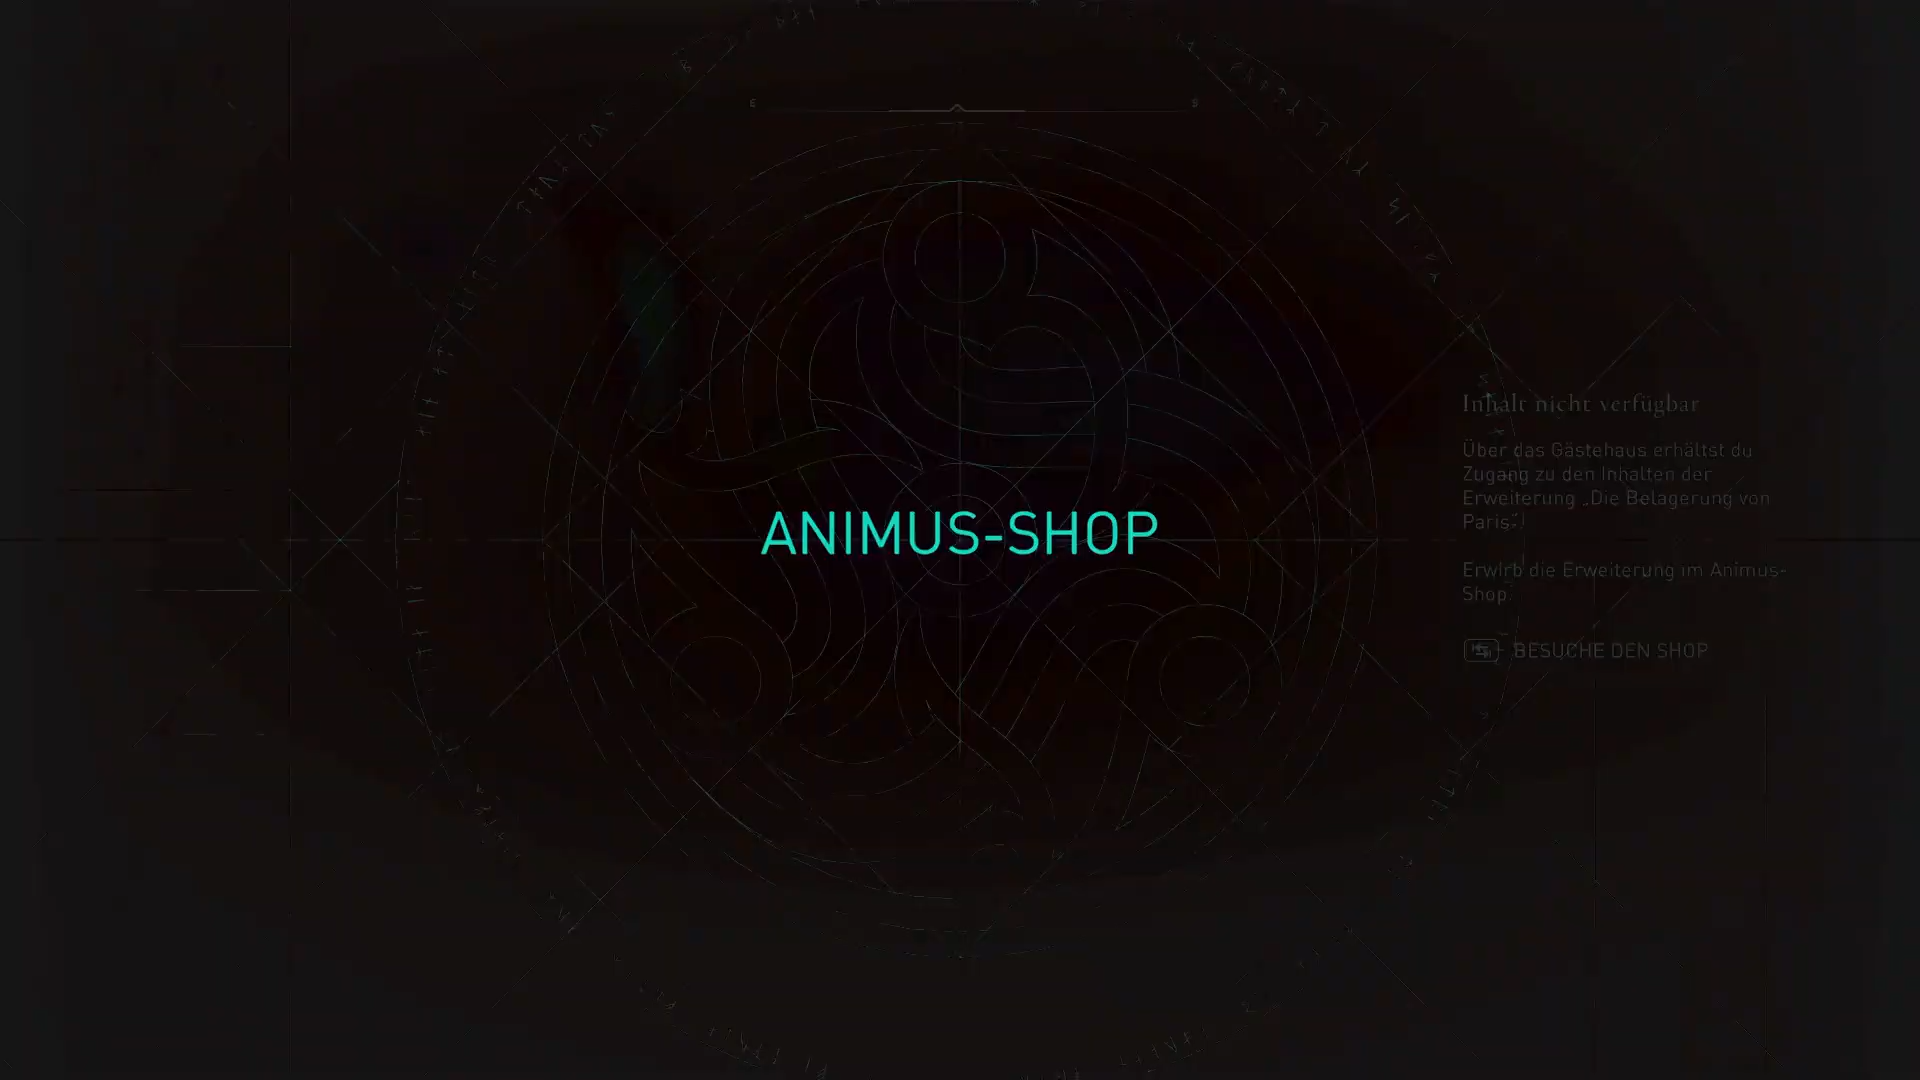 E
S
ANIMUS-SHOP
Inhalt nicht verfügbar
Über das Gästehaus erhältst du
Zugang zu den Inhalten der
Erweiterung „Die Belagerung von
Paris“.
Erwirb die Erweiterung im Animus-
Shop.
BESUCHE DEN SHOP